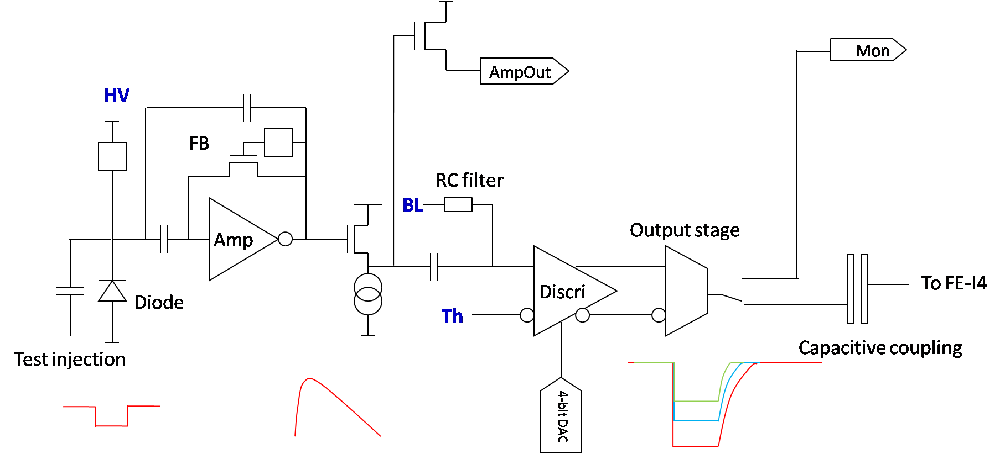 Mon
AmpOut
HV
FB
RC filter
BL
Output stage
Amp
To FE-I4
Discri
Diode
Th
Capacitive coupling
Test injection
4-bit DAC